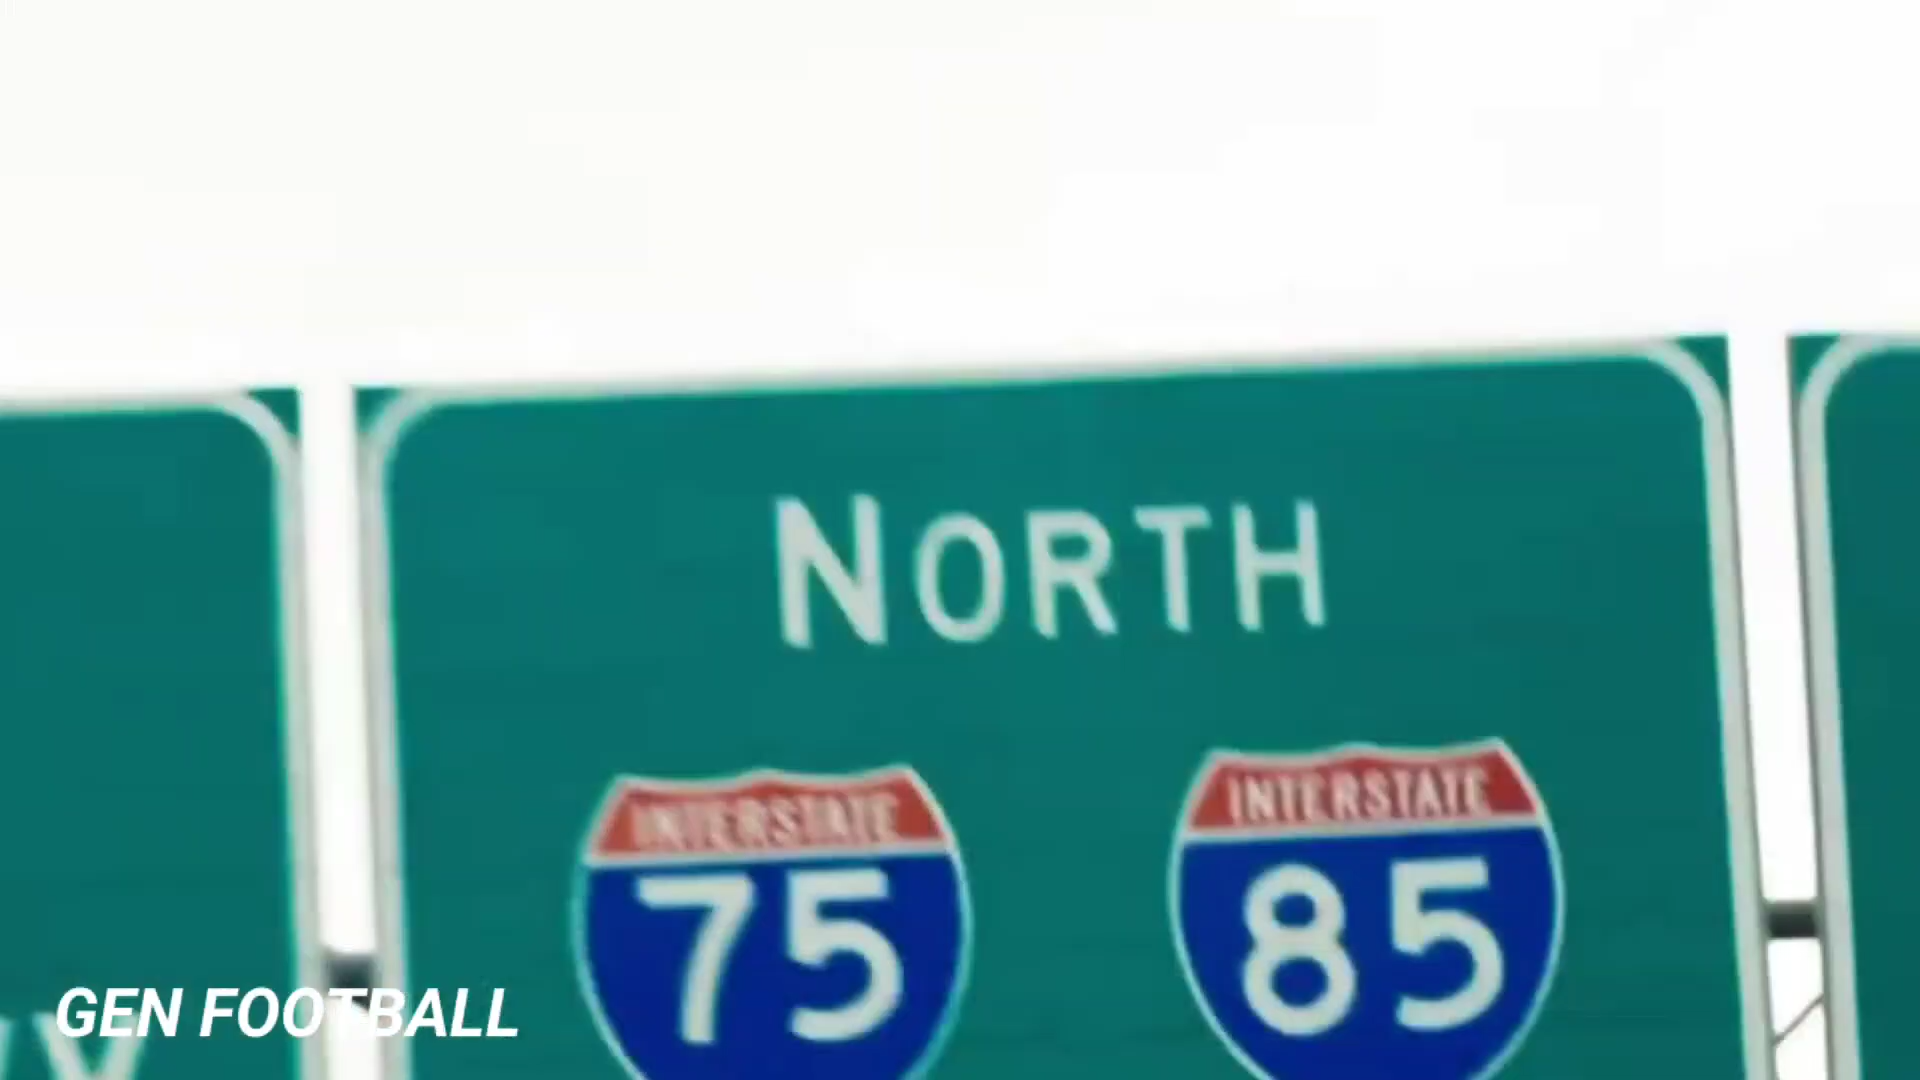 NORTH
INTERSTATE
75
INTERSTATE
85
GEN FOOTBALL